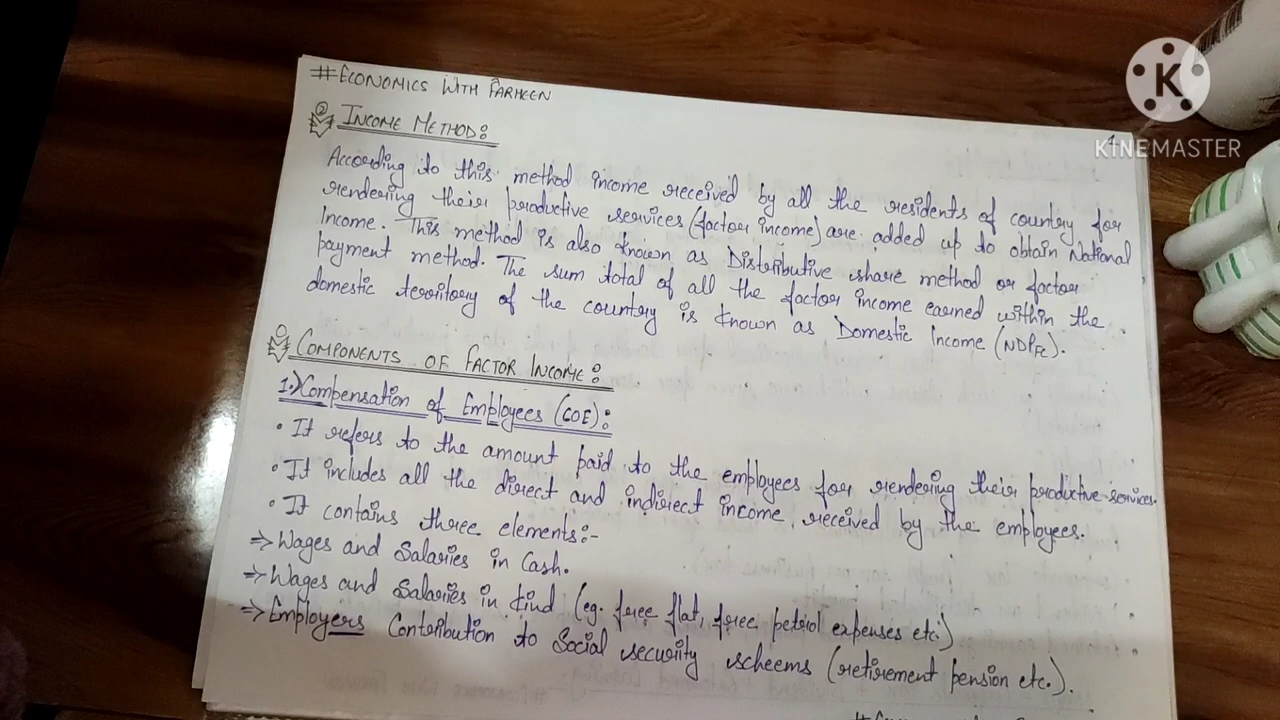 #ECONOMICS WITH PARHEEN
② INCOME METHOD:
According to this method income received by all the residents of country for
rendering their productive services (factor income) are added up to obtain National
Income. This method is also known as Distributive share method or factor
payment method. The sum total of all the factor income earned within the
domestic territory of the country is known as Domestic Income (NDPFC).
COMPONENTS OF FACTOR INCOME:
1.) Compensation of Employees (COE):
• It refers to the amount paid to the employees for rendering their productive services.
• It includes all the direct and indirect income received by the employees.
• It contains three elements:-
⇒ Wages and Salaries in Cash.
⇒ Wages and Salaries in kind (eg. free flat, free petrol expenses etc.)
⇒ Employers Contribution to Social security scheems (retirement pension etc.).
1
K
KINEMASTER